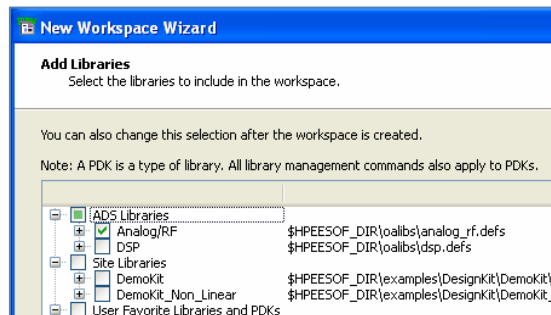 New Workspace Wizard
Add Libraries
Select the libraries to include in the workspace.
You can also change this selection after the workspace is created.
Note: A PDK is a type of library. All library management commands also apply to PDKs.
ADS Libraries
Analog/RF $HPEESOF_DIR\oalibs\analog_rf.defs
DSP $HPEESOF_DIR\oalibs\dsp.defs
Site Libraries
DemoKit $HPEESOF_DIR\examples\DesignKit\DemoKit\
DemoKit_Non_Linear $HPEESOF_DIR\examples\DesignKit\DemoKit_
User Favorite Libraries and PDKs